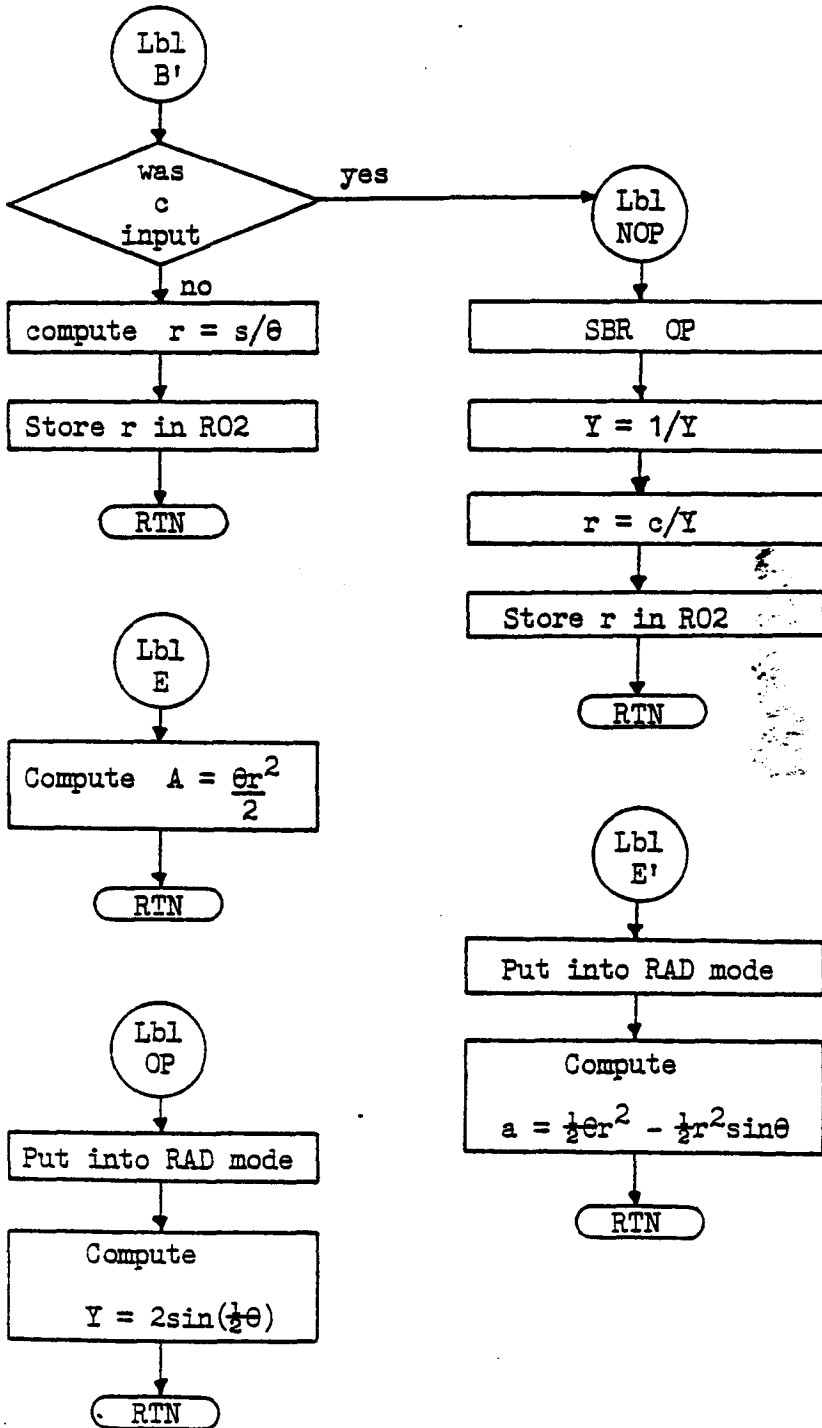 Lbl
B'
was
c
input
yes
no
compute r = s/θ
Store r in R02
RTN
Lbl
NOP
SBR OP
Y = 1/Y
r = c/Y
Store r in R02
RTN
Lbl
E
Compute A = θr²/2
RTN
Lbl
E'
Put into RAD mode
Compute
a = ½θr² - ½r²sinθ
RTN
Lbl
OP
Put into RAD mode
Compute
Y = 2sin(½θ)
RTN